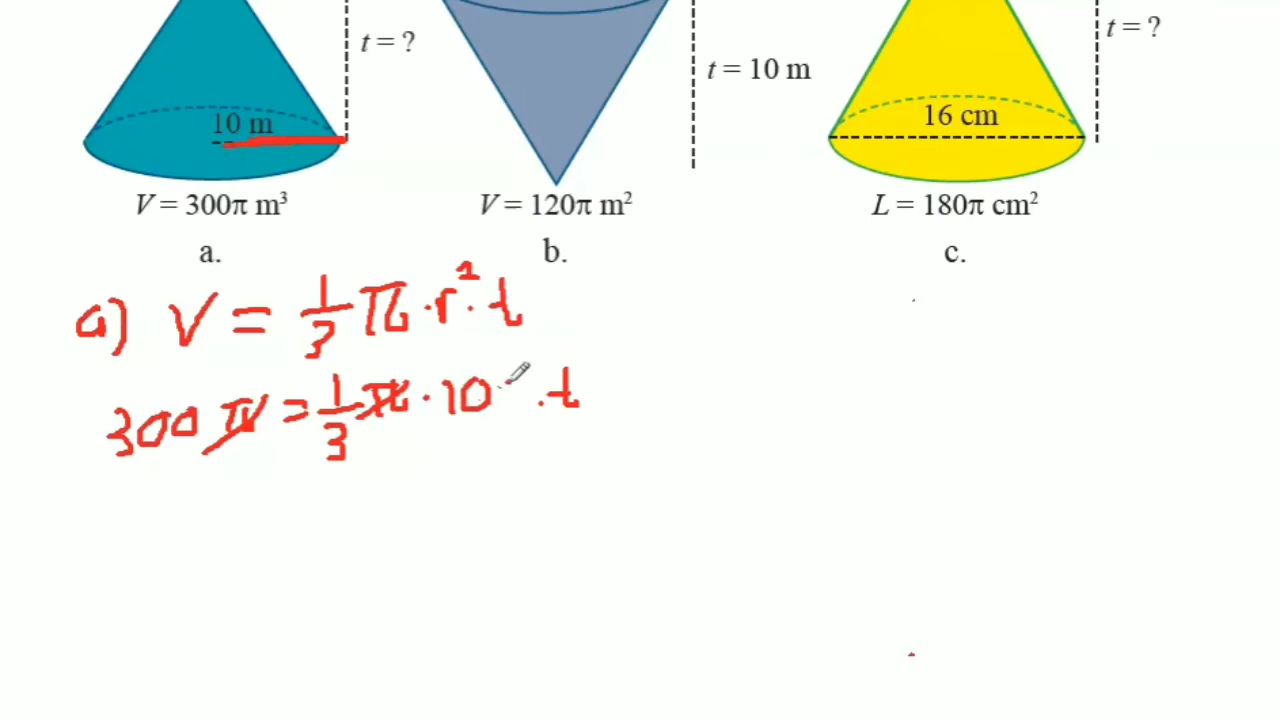 t = ?
t = ?
t = 10 m
10 m
16 cm
V = 300π m³
V = 120π m²
L = 180π cm²
a.
b.
c.
a) V = 1/3 π · r² · t
300 π = 1/3 π · 10 · t